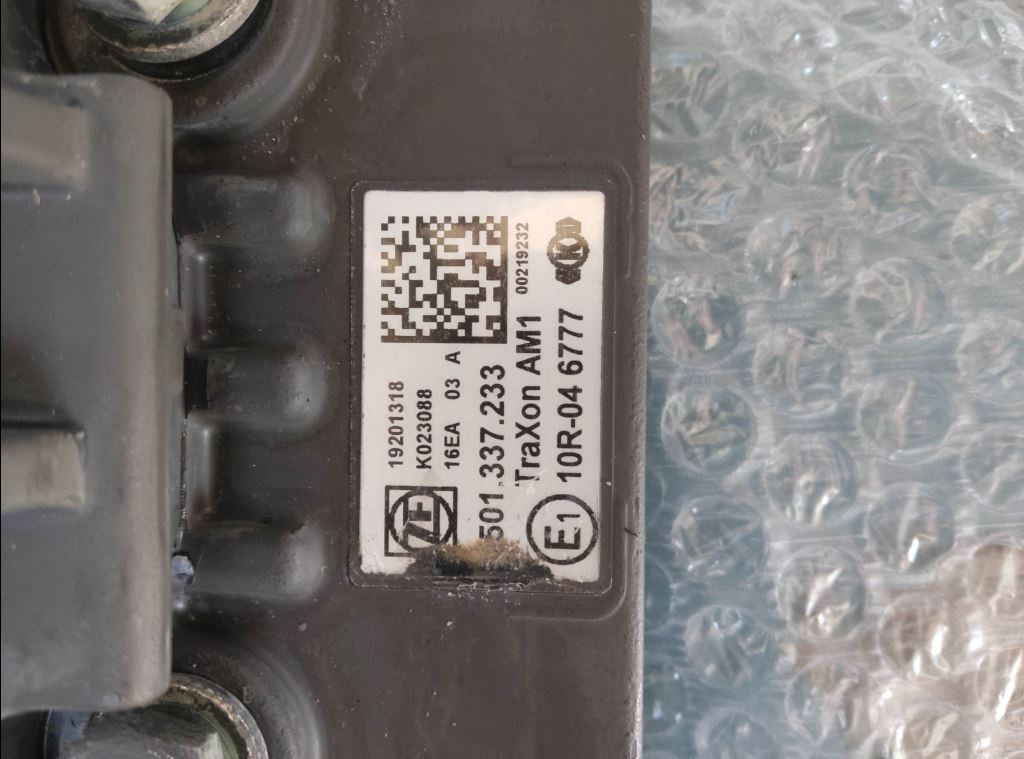 ZF
19201318
K023088
16EA 03 A
501.337.233
TraXon AM1
00219232
E1 10R-04 6777